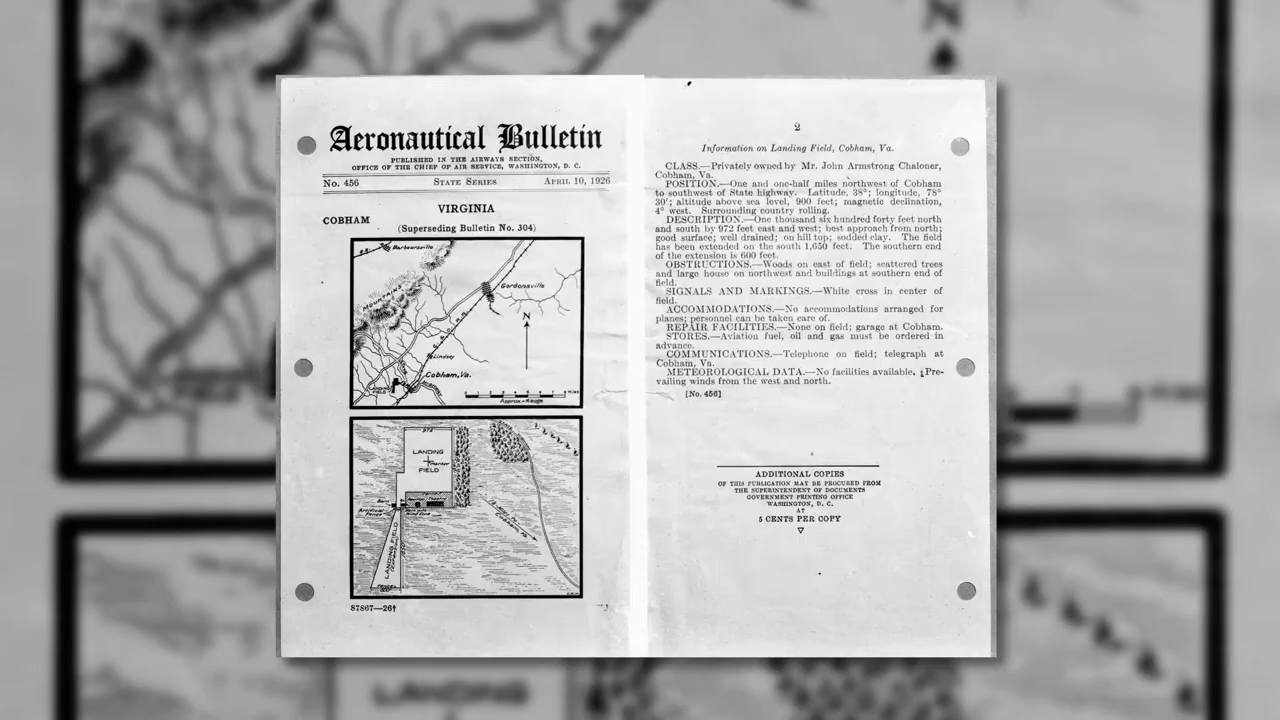 Aeronautical Bulletin
PUBLISHED IN THE AIRWAYS SECTION,
OFFICE OF THE CHIEF OF AIR SERVICE, WASHINGTON, D. C.
No. 456 STATE SERIES APRIL 10, 1926
VIRGINIA
COBHAM
(Superseding Bulletin No. 304)
Barboursville
MOUNTAINS
Gordonsville
N
Lindsay
Cobham, Va.
FIELD
Miles
972
LANDING
FIELD
Marker
LANDING FIELD
87867—26†
2
Information on Landing Field, Cobham, Va.
CLASS.—Privately owned by Mr. John Armstrong Chaloner,
Cobham, Va.
POSITION.—One and one-half miles northwest of Cobham
to southwest of State highway. Latitude, 38°; longitude, 78°
30′; altitude above sea level, 900 feet; magnetic declination,
4° west. Surrounding country rolling.
DESCRIPTION.—One thousand six hundred forty feet north
and south by 972 feet east and west; best approach from north;
good surface; well drained; on hill top; sodded clay. The field
has been extended on the south 1,650 feet. The southern end
of the extension is 600 feet.
OBSTRUCTIONS.—Woods on east of field; scattered trees
and large house on northwest and buildings at southern end of
field.
SIGNALS AND MARKINGS.—White cross in center of
field.
ACCOMMODATIONS.—No accommodations arranged for
planes; personnel can be taken care of.
REPAIR FACILITIES.—None on field; garage at Cobham.
STORES.—Aviation fuel, oil and gas must be ordered in
advance.
COMMUNICATIONS.—Telephone on field; telegraph at
Cobham, Va.
METEOROLOGICAL DATA.—No facilities available. Pre-
vailing winds from the west and north.
[No. 456]
ADDITIONAL COPIES
OF THIS PUBLICATION MAY BE PROCURED FROM
THE SUPERINTENDENT OF DOCUMENTS
GOVERNMENT PRINTING OFFICE
WASHINGTON, D. C.
AT
5 CENTS PER COPY